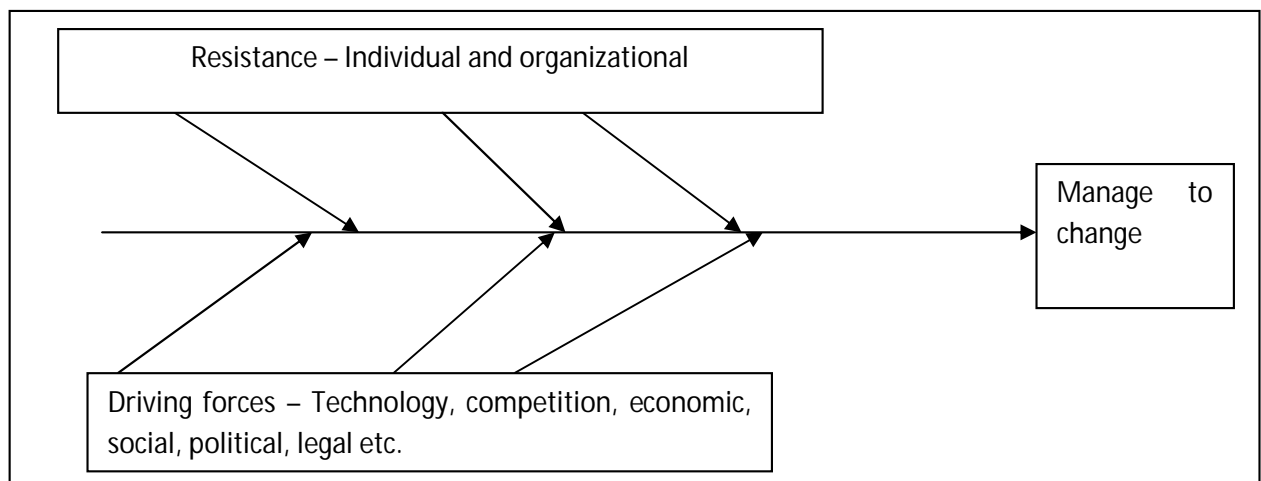 Resistance – Individual and organizational
Manage to
change
Driving forces – Technology, competition, economic,
social, political, legal etc.